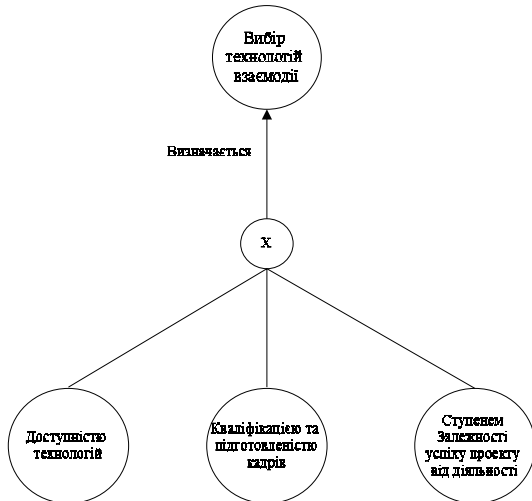 Вибір
технологій
взаємодії
Визначається
Х
Доступністю
технологій
Кваліфікацією та
підготовленістю
кадрів
Ступенем
Залежності
успіху проекту
від діяльності